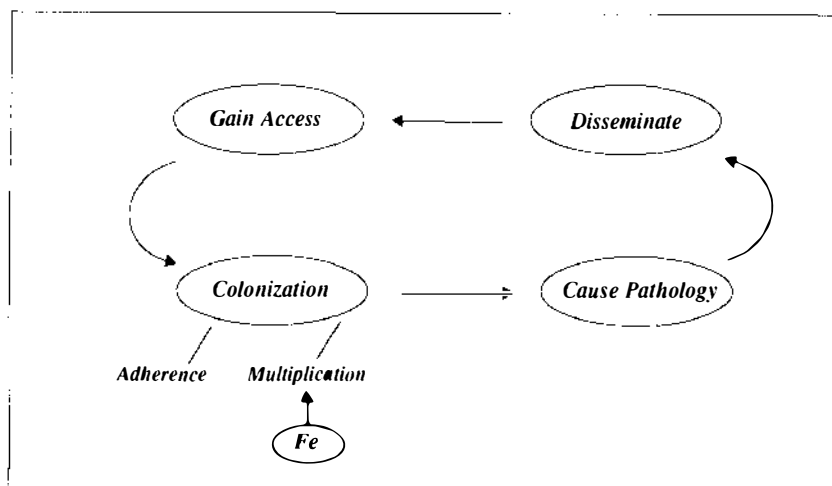 Gain Access
Disseminate
Colonization
Cause Pathology
Adherence
Multiplication
Fe